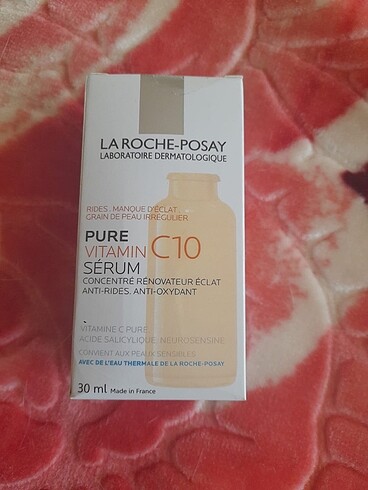 LA ROCHE-POSAY
LABORATOIRE DERMATOLOGIQUE
RIDES. MANQUE D'ÉCLAT.
GRAIN DE PEAU IRRÉGULIER
PURE
VITAMIN C10
SÉRUM
CONCENTRÉ RÉNOVATEUR ÉCLAT
ANTI-RIDES. ANTI-OXYDANT
VITAMINE C PURE
ACIDE SALICYLIQUE. NEUROSENSINE
CONVIENT AUX PEAUX SENSIBLES
AVEC DE L'EAU THERMALE DE LA ROCHE-POSAY
30 ml Made in France